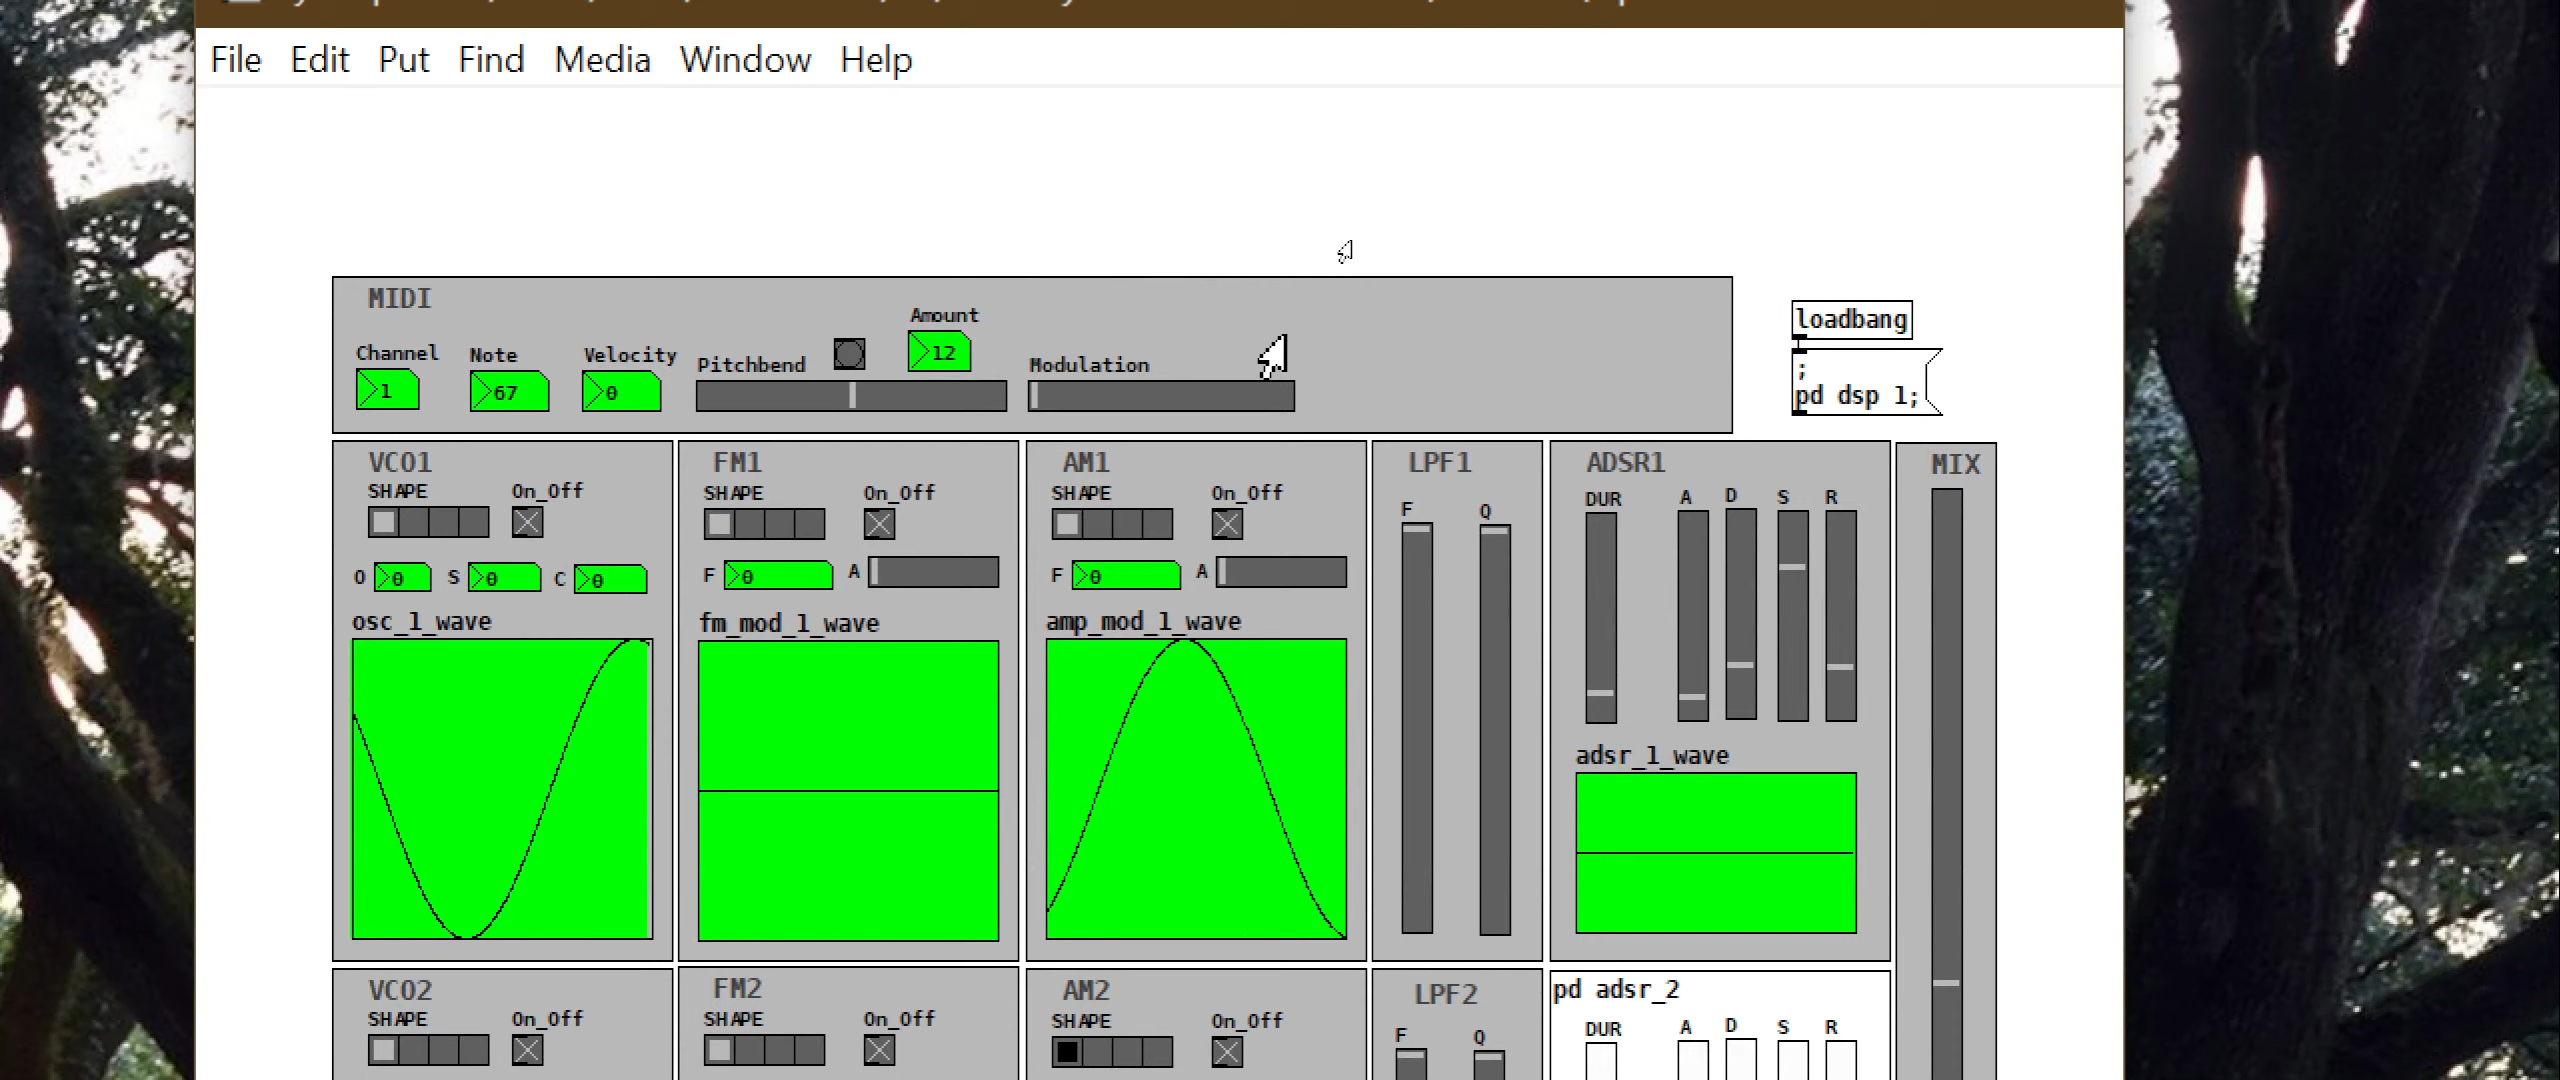 File Edit Put Find Media Window Help
MIDI
Amount
Channel Note Velocity Pitchbend 12 Modulation
1 67 0
loadbang
;
pd dsp 1;
VCO1
SHAPE On_Off
O 0 S 0 C 0
osc_1_wave
FM1
SHAPE On_Off
F 0 A
fm_mod_1_wave
AM1
SHAPE On_Off
F 0 A
amp_mod_1_wave
LPF1
F Q
ADSR1
DUR A D S R
adsr_1_wave
MIX
VCO2
SHAPE On_Off
FM2
SHAPE On_Off
AM2
SHAPE On_Off
LPF2
F Q
pd adsr_2
DUR A D S R